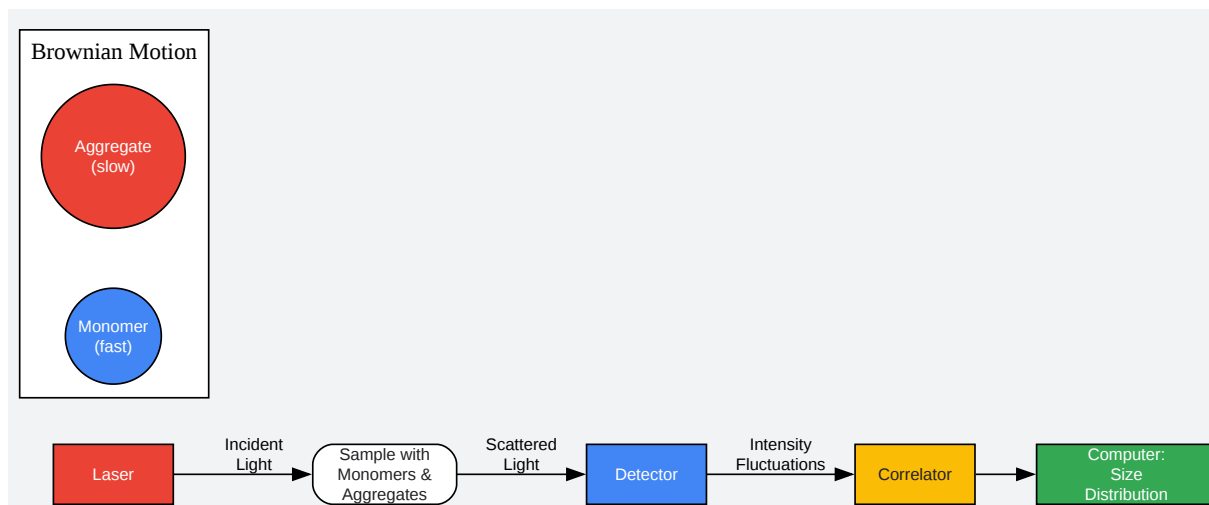 Brownian Motion
Aggregate
(slow)
Monomer
(fast)
Laser
Incident
Light
Sample with
Monomers &
Aggregates
Scattered
Light
Detector
Intensity
Fluctuations
Correlator
Computer:
Size
Distribution